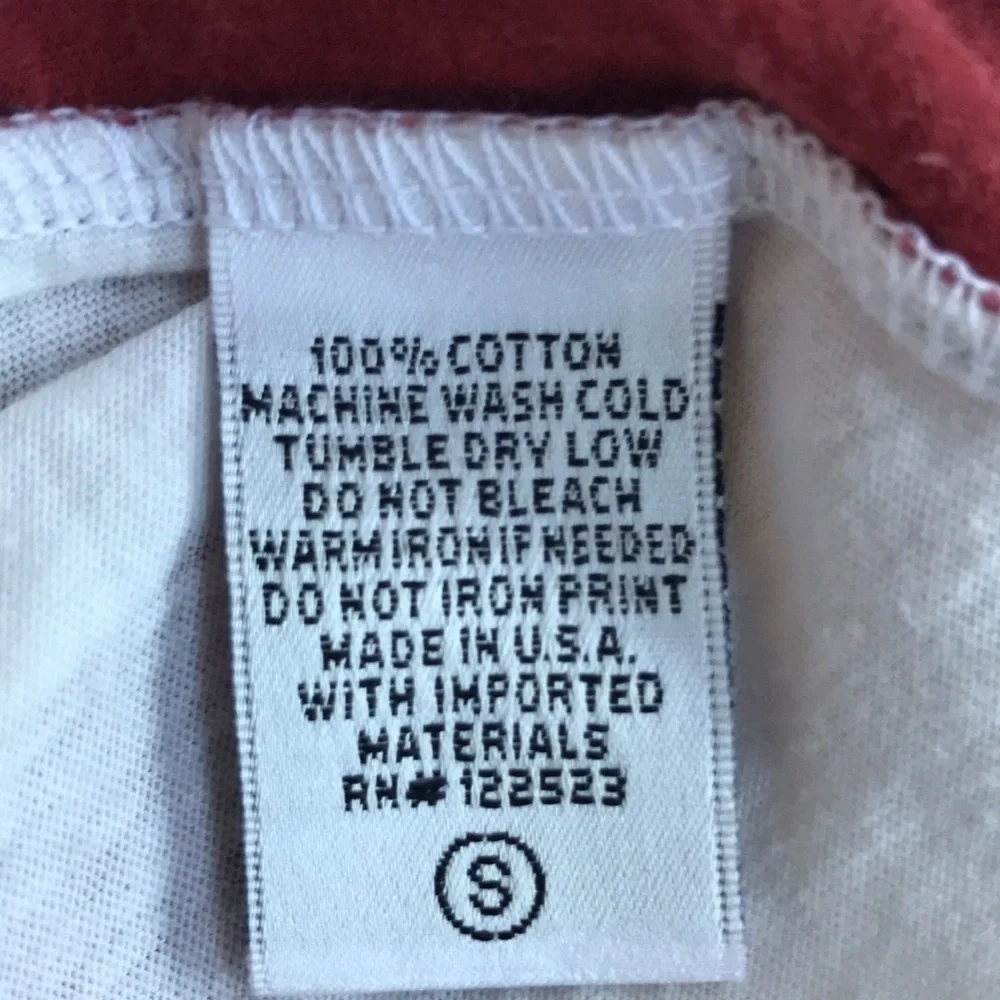 100% COTTON
MACHINE WASH COLD
TUMBLE DRY LOW
DO NOT BLEACH
WARM IRON IF NEEDED
DO NOT IRON PRINT
MADE IN U.S.A.
WITH IMPORTED
MATERIALS
RN# 122523
S